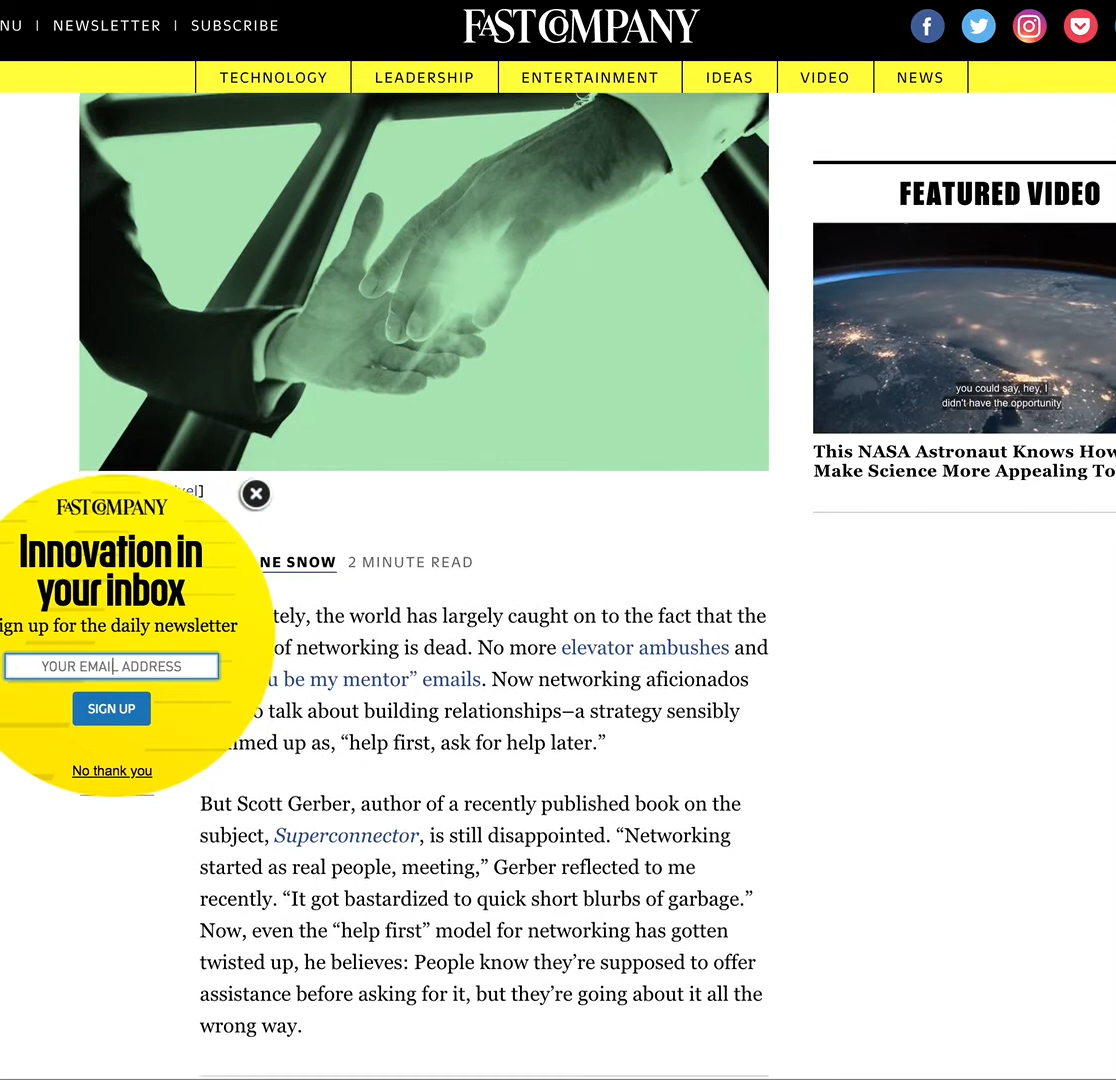 NU | NEWSLETTER | SUBSCRIBE
FAST COMPANY
TECHNOLOGY
LEADERSHIP
ENTERTAINMENT
IDEAS
VIDEO
NEWS
FEATURED VIDEO
you could say, hey, I
didn't have the opportunity
This NASA Astronaut Knows How
Make Science More Appealing To
xel]
FAST COMPANY
Innovation in
your inbox
ign up for the daily newsletter
YOUR EMAIL ADDRESS
SIGN UP
No thank you
NE SNOW 2 MINUTE READ
tely, the world has largely caught on to the fact that the
of networking is dead. No more elevator ambushes and
u be my mentor” emails. Now networking aficionados
o talk about building relationships–a strategy sensibly
med up as, “help first, ask for help later.”
But Scott Gerber, author of a recently published book on the
subject, Superconnector, is still disappointed. “Networking
started as real people, meeting,” Gerber reflected to me
recently. “It got bastardized to quick short blurbs of garbage.”
Now, even the “help first” model for networking has gotten
twisted up, he believes: People know they’re supposed to offer
assistance before asking for it, but they’re going about it all the
wrong way.